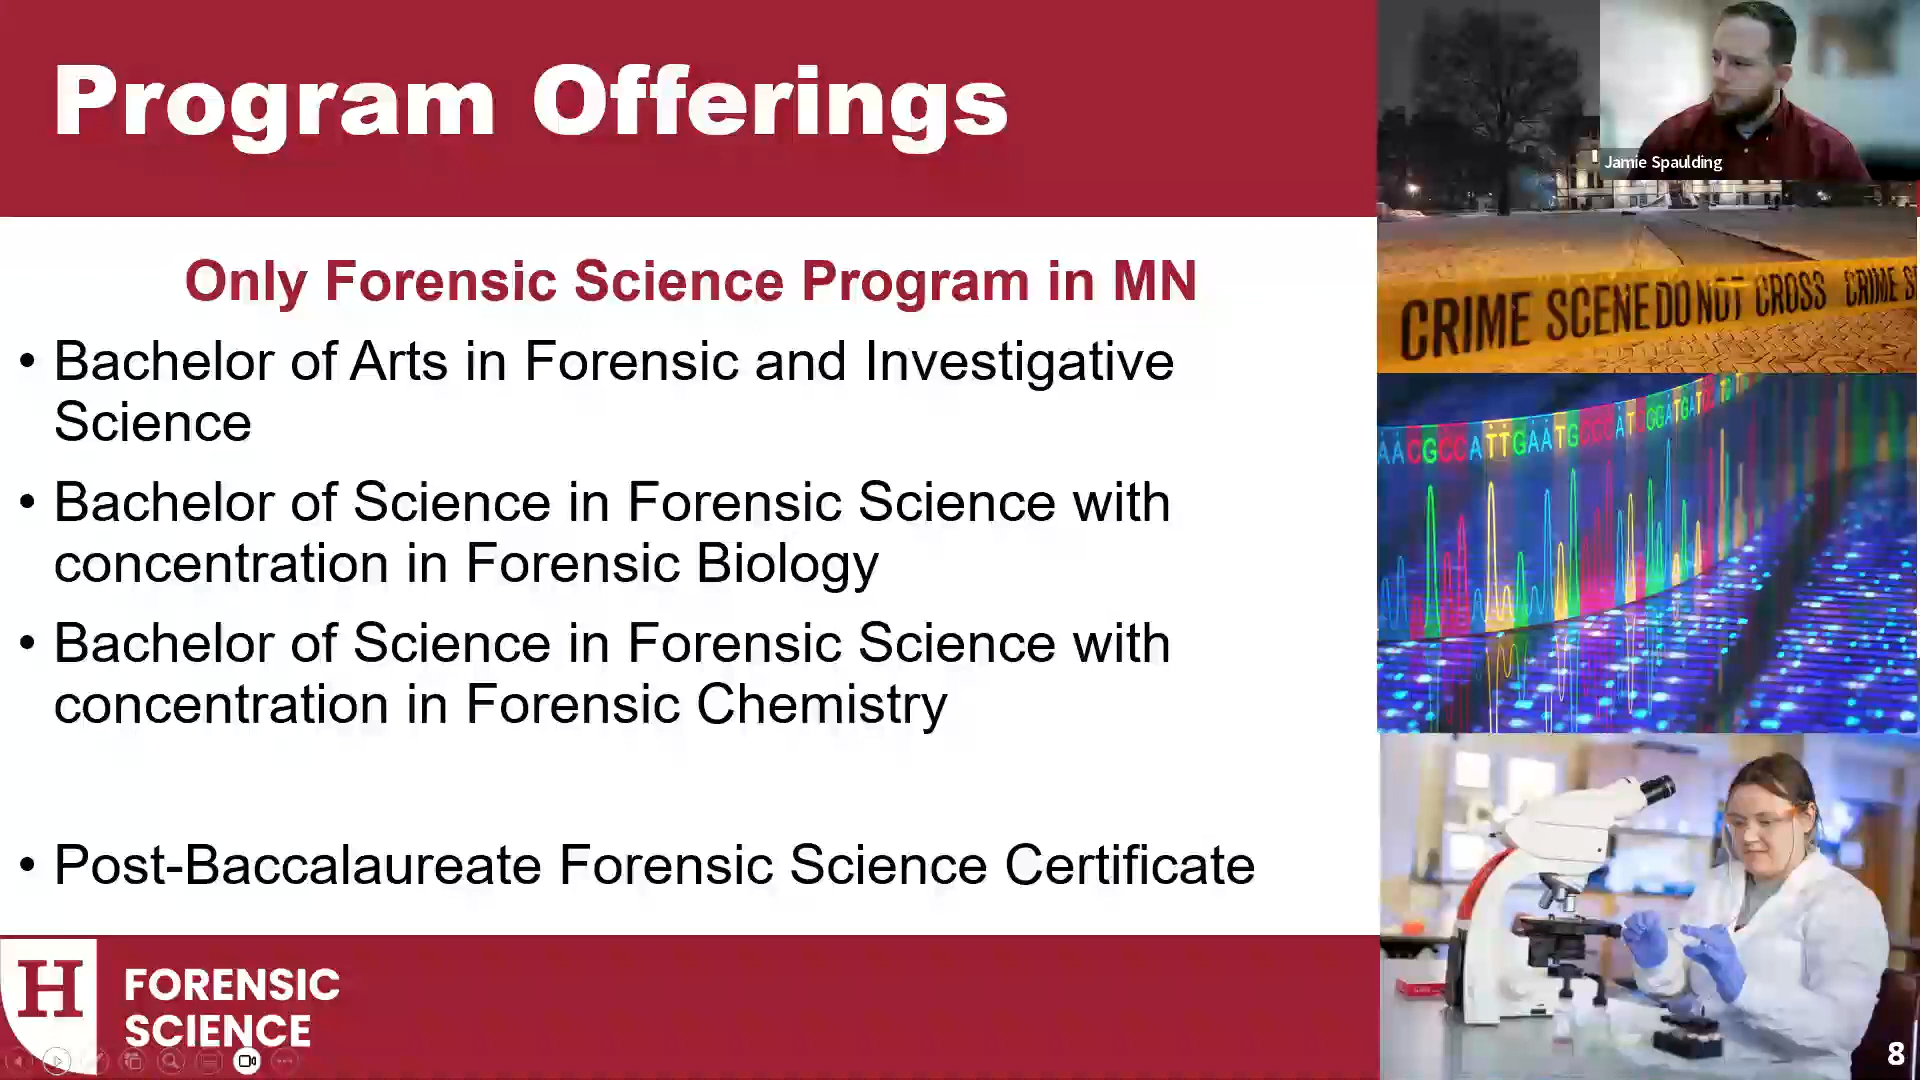 Program Offerings
Jamie Spaulding
Only Forensic Science Program in MN
• Bachelor of Arts in Forensic and Investigative
Science
• Bachelor of Science in Forensic Science with
concentration in Forensic Biology
• Bachelor of Science in Forensic Science with
concentration in Forensic Chemistry
• Post-Baccalaureate Forensic Science Certificate
CRIME SCENE DO NOT CROSS CRIME S
AACGCCATTGAATGCCCAT
H
FORENSIC
SCIENCE
8